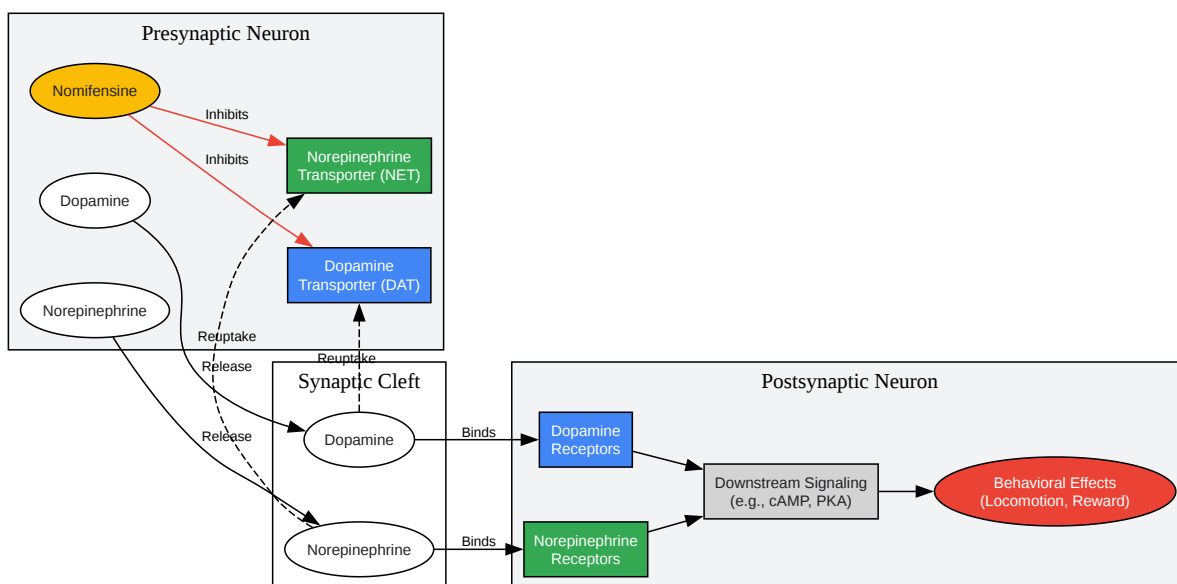 Presynaptic Neuron
Nomifensine
Inhibits
Norepinephrine
Transporter (NET)
Inhibits
Dopamine
Dopamine
Transporter (DAT)
Norepinephrine
Reuptake
Reuptake
Release
Synaptic Cleft
Postsynaptic Neuron
Release
Dopamine
Binds
Dopamine
Receptors
Downstream Signaling
(e.g., cAMP, PKA)
Behavioral Effects
(Locomotion, Reward)
Norepinephrine
Binds
Norepinephrine
Receptors